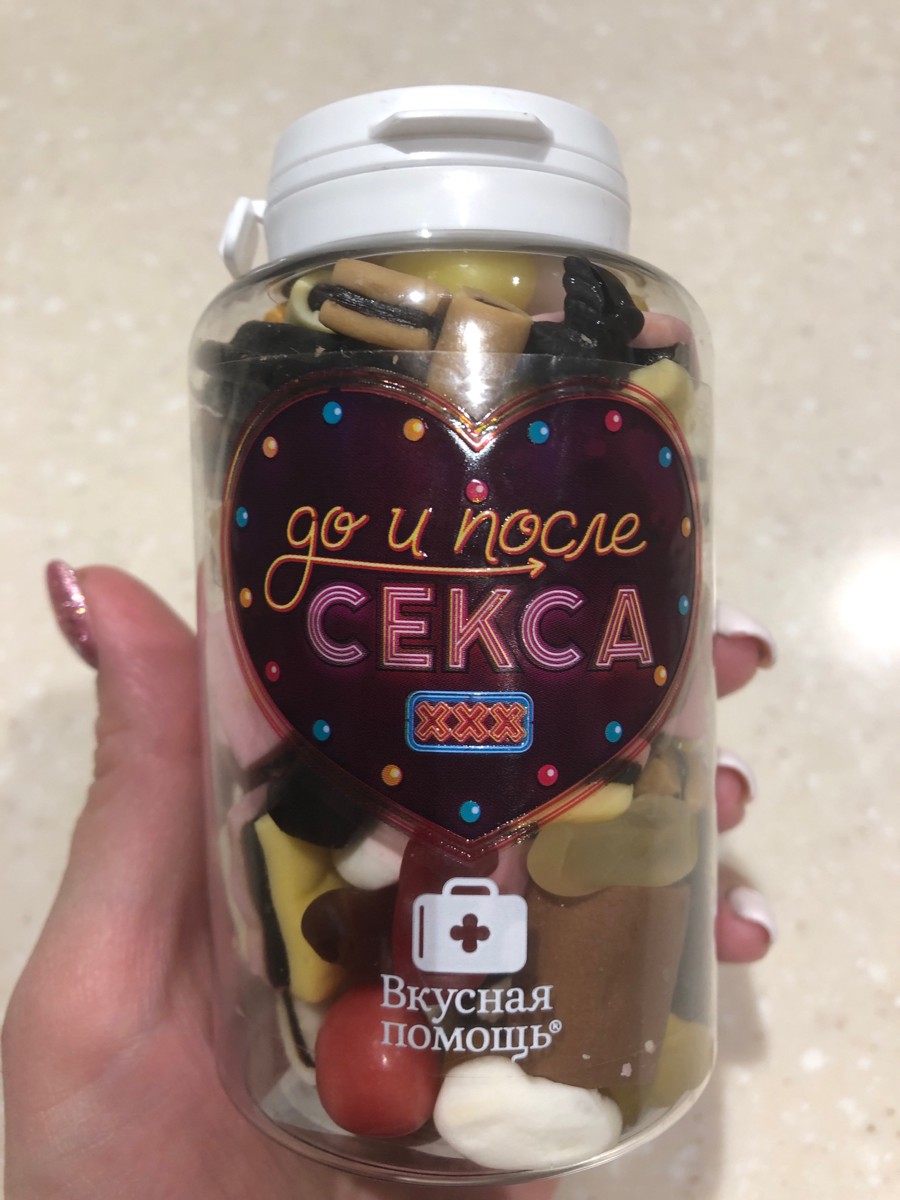 до и после
СЕКСА
XXX
Вкусная
помощь®